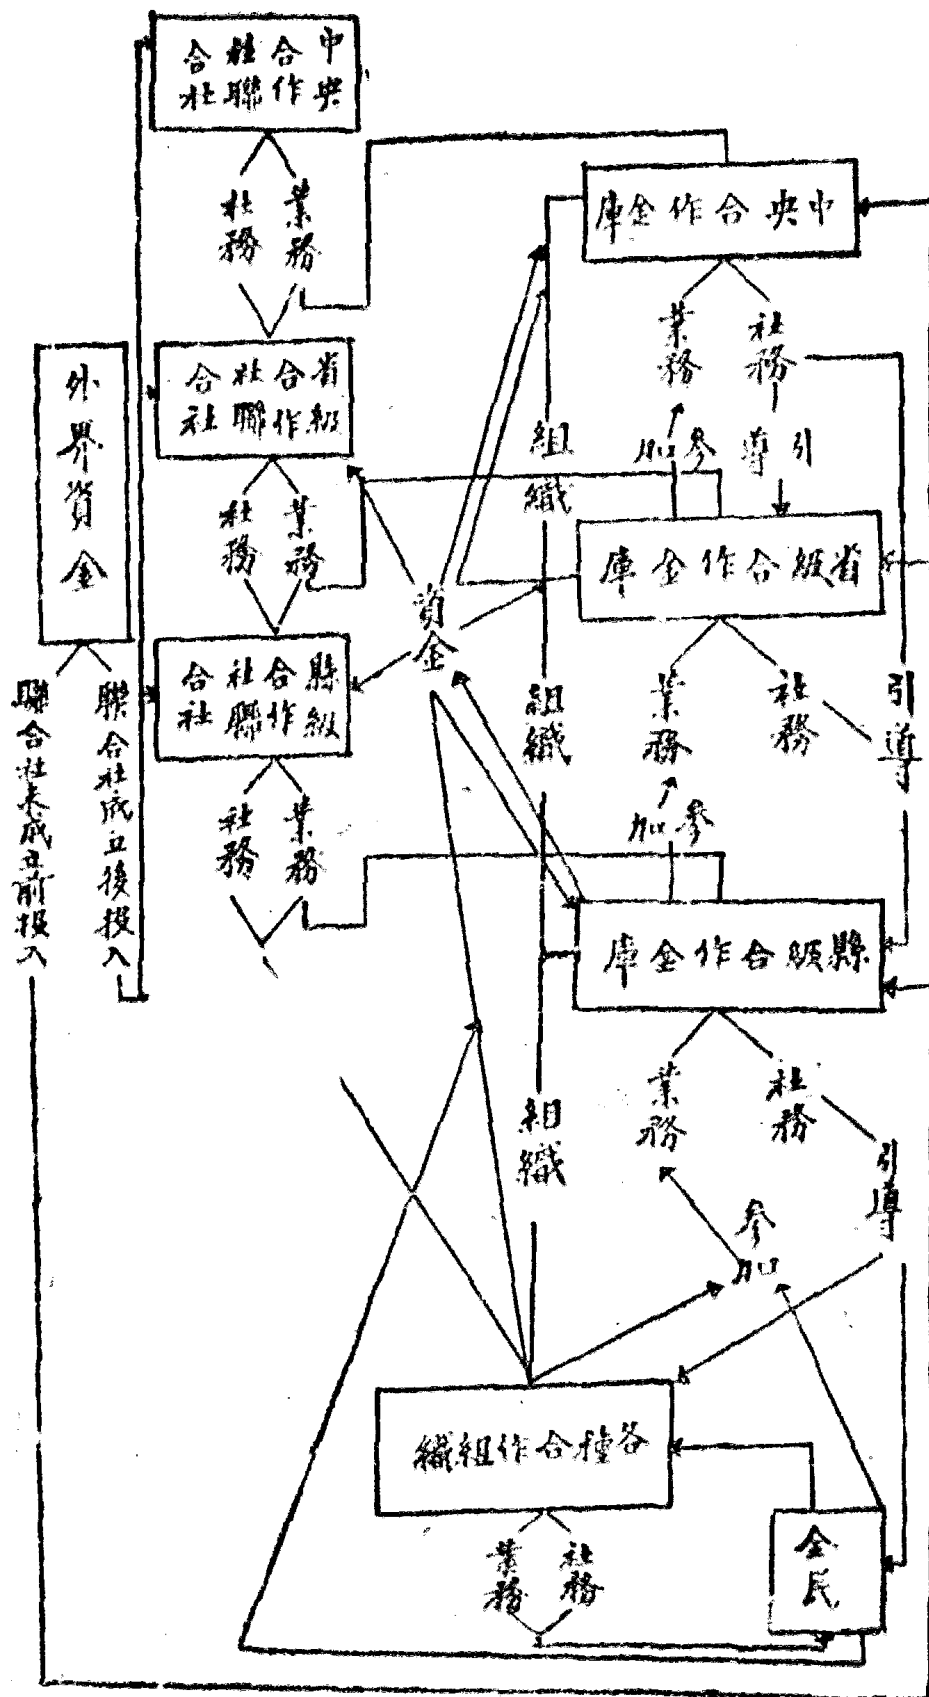 中央合作社聯合社
社務
業務
省級合作社聯合社
社務
業務
縣級合作社聯合社
社務
業務
外界資金
聯合社成立後投入
聯合社未成立前投入
資金
中央合作金庫
業務
社務
參加
引導
組織
省級合作金庫
業務
社務
參加
引導
組織
縣級合作金庫
業務
社務
參加
引導
組織
各種合作組織
業務
社務
全民